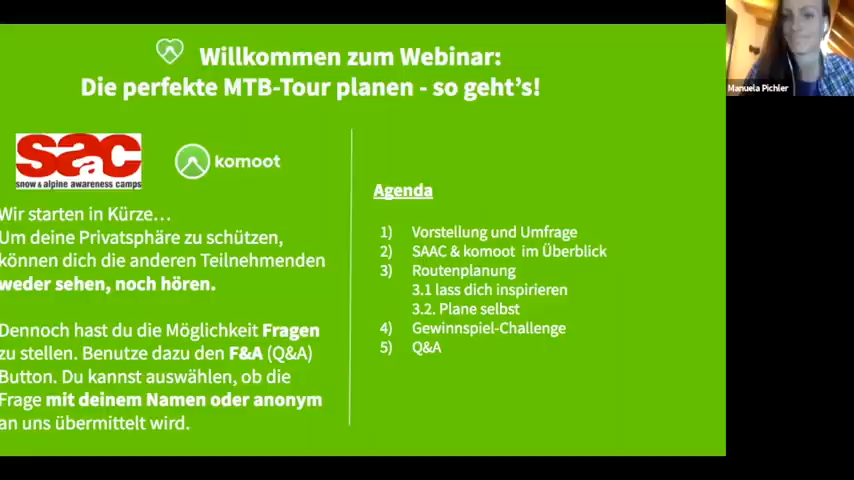 Willkommen zum Webinar:
Die perfekte MTB-Tour planen - so geht's!
saac
snow & alpine awareness camps
komoot
Wir starten in Kürze...
Um deine Privatsphäre zu schützen,
können dich die anderen Teilnehmenden
weder sehen, noch hören.
Dennoch hast du die Möglichkeit Fragen
zu stellen. Benutze dazu den F&A (Q&A)
Button. Du kannst auswählen, ob die
Frage mit deinem Namen oder anonym
an uns übermittelt wird.
Agenda
1) Vorstellung und Umfrage
2) SAAC & komoot im Überblick
3) Routenplanung
3.1 lass dich inspirieren
3.2. Plane selbst
4) Gewinnspiel-Challenge
5) Q&A
Manuela Pichler